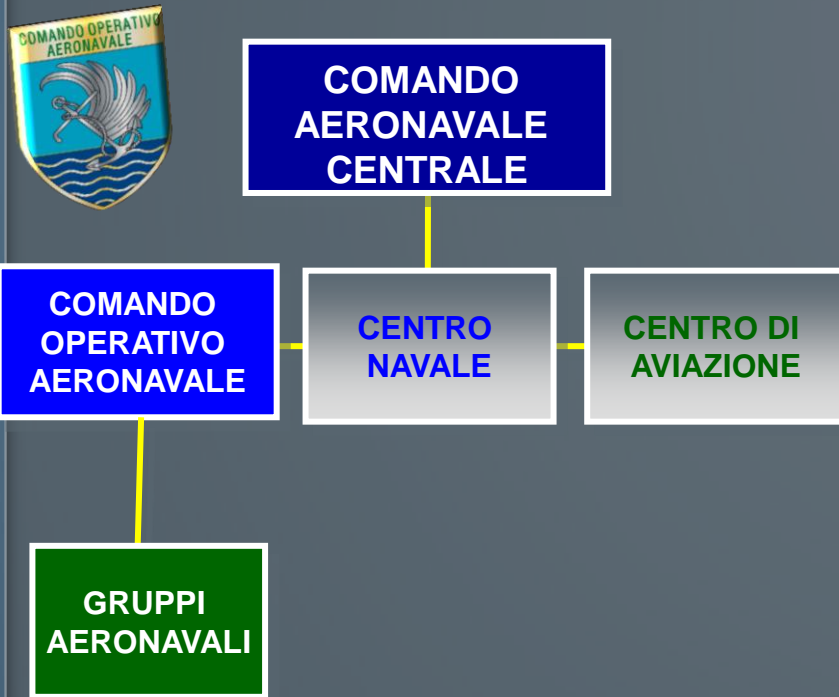 COMANDO OPERATIVO
AERONAVALE
COMANDO
AERONAVALE
CENTRALE
COMANDO
OPERATIVO
AERONAVALE
CENTRO
NAVALE
CENTRO DI
AVIAZIONE
GRUPPI
AERONAVALI